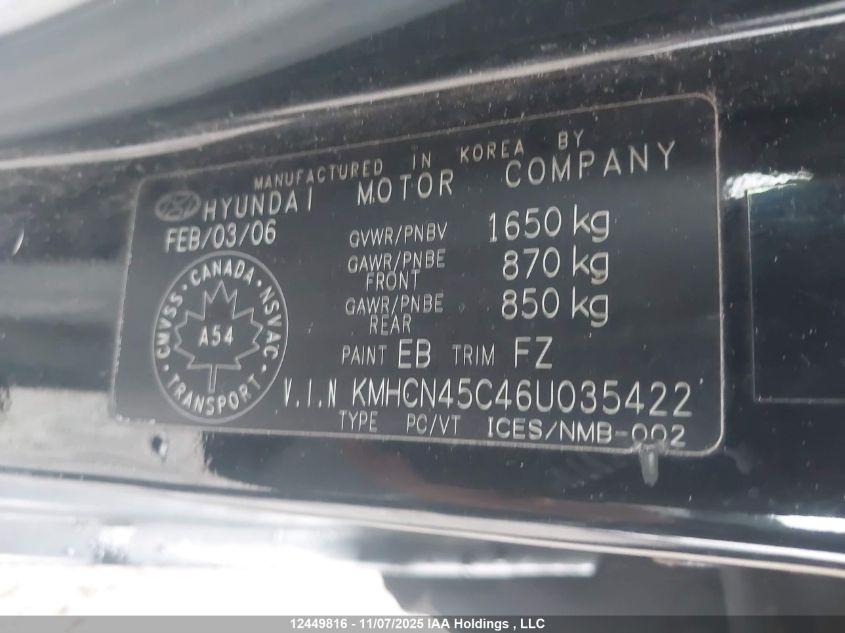 MANUFACTURED IN KOREA BY
HYUNDAI MOTOR COMPANY
FEB/03/06
GVWR/PNBV 1650 kg
GAWR/PNBE FRONT 870 kg
GAWR/PNBE REAR 850 kg
CANADA · NSVAC · TRANSPORT · CMVSS ·
A54
PAINT EB TRIM FZ
V.I.N KMHCN45C46U035422
TYPE PC/VT ICES/NMB-002
12449816 - 11/07/2025 IAA Holdings , LLC